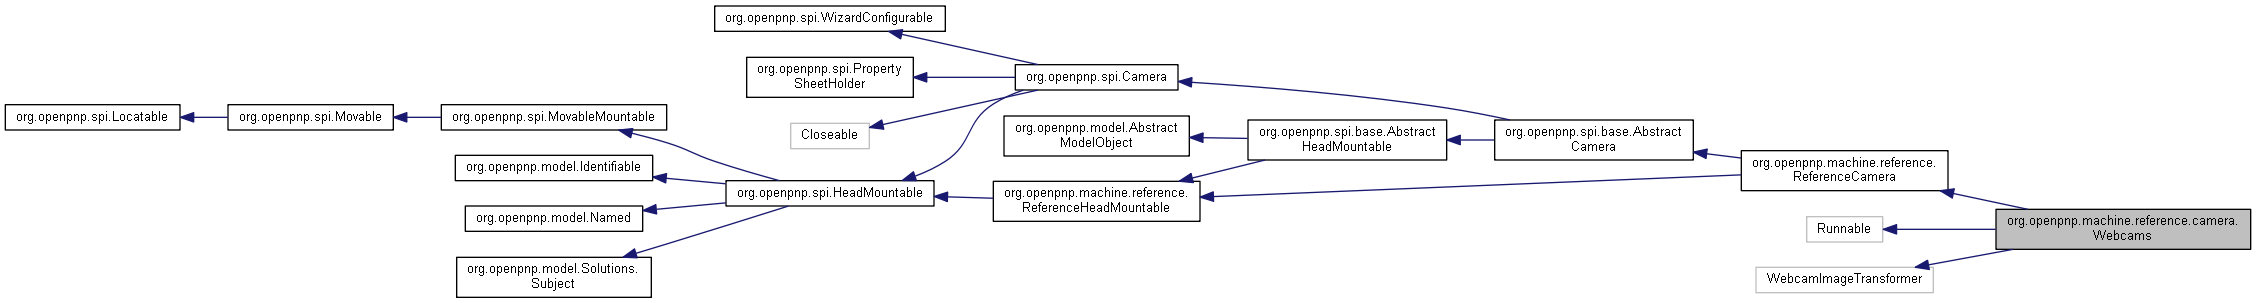 org.openpnp.spi.WizardConfigurable
org.openpnp.spi.Property
SheetHolder
org.openpnp.spi.Camera
org.openpnp.spi.Locatable
org.openpnp.spi.Movable
org.openpnp.spi.MovableMountable
Closeable
org.openpnp.model.Abstract
ModelObject
org.openpnp.spi.base.Abstract
HeadMountable
org.openpnp.spi.base.Abstract
Camera
org.openpnp.model.Identifiable
org.openpnp.machine.reference.
ReferenceCamera
org.openpnp.spi.HeadMountable
org.openpnp.machine.reference.
ReferenceHeadMountable
org.openpnp.model.Named
Runnable
org.openpnp.machine.reference.camera.
Webcams
org.openpnp.model.Solutions.
Subject
WebcamImageTransformer